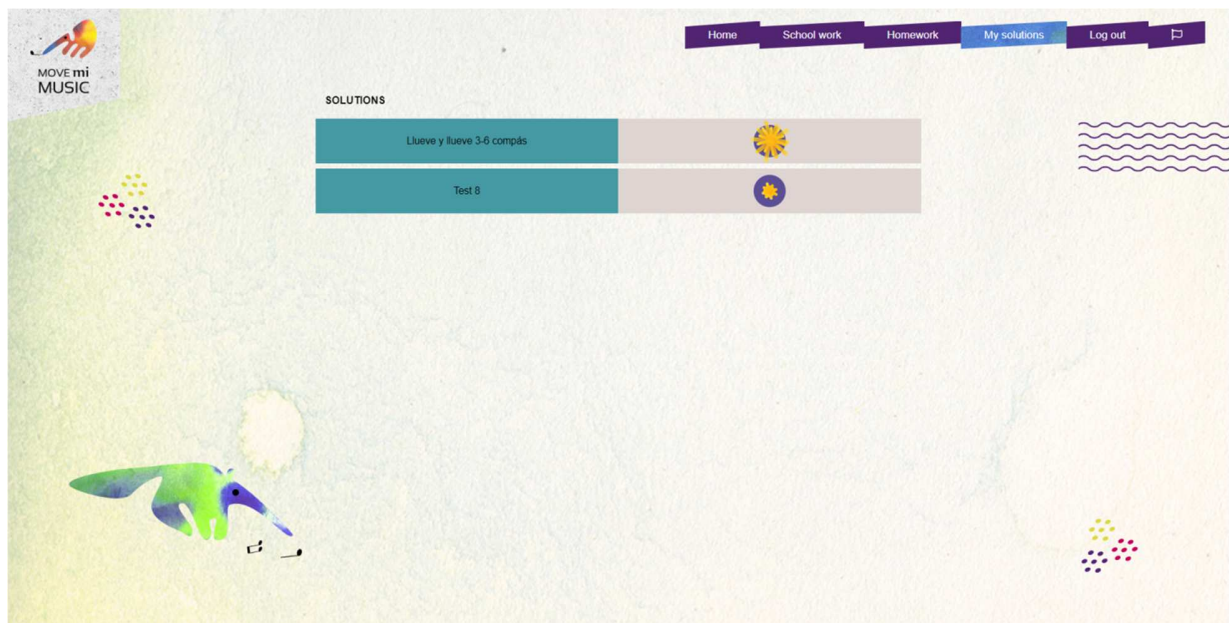 MOVE mi
MUSIC
Home School work Homework My solutions Log out
SOLUTIONS
Llueve y llueve 3-6 compás
Test 8